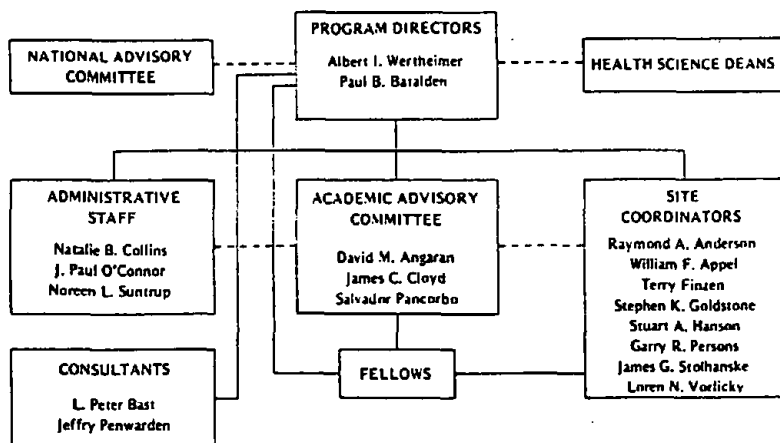 PROGRAM DIRECTORS
Albert I. Wertheimer
Paul B. Batalden
NATIONAL ADVISORY
COMMITTEE
HEALTH SCIENCE DEANS
ADMINISTRATIVE
STAFF
Natalie B. Collins
J. Paul O'Connor
Noreen L. Suntrup
ACADEMIC ADVISORY
COMMITTEE
David M. Angaran
James C. Cloyd
Salvador Pancorbo
SITE
COORDINATORS
Raymond A. Anderson
William F. Appel
Terry Finzen
Stephen K. Goldstone
Stuart A. Hanson
Garry R. Persons
James G. Stolhanske
Loren N. Vorlicky
CONSULTANTS
L. Peter Bast
Jeffry Penwarden
FELLOWS